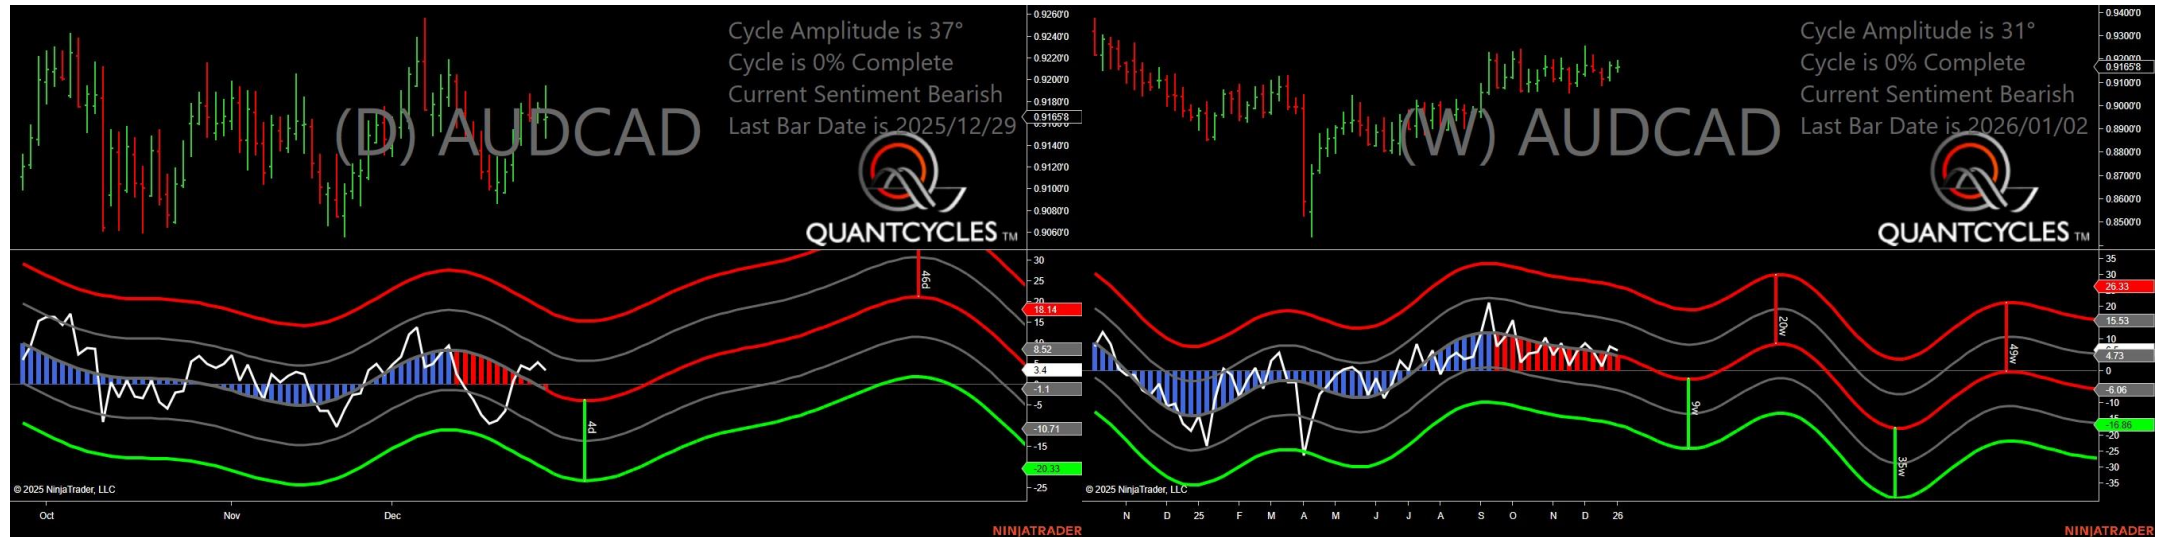 Cycle Amplitude is 37°
Cycle is 0% Complete
Current Sentiment Bearish
Last Bar Date is 2025/12/29
(D) AUDCAD
QUANTCYCLES TM
0.9260'0
0.9240'0
0.9220'0
0.9200'0
0.9180'0
0.9165'8
0.9140'0
0.9120'0
0.9100'0
0.9080'0
0.9060'0
46d
4d
30
25
20
18.14
15
8.52
3.4
-1.1
-5
-10.71
-15
-20.33
-25
© 2025 NinjaTrader, LLC
Oct
Nov
Dec
NINJATRADER
Cycle Amplitude is 31°
Cycle is 0% Complete
Current Sentiment Bearish
Last Bar Date is 2026/01/02
(W) AUDCAD
QUANTCYCLES TM
0.9400'0
0.9300'0
0.9200'0
0.9165'8
0.9100'0
0.9000'0
0.8900'0
0.8800'0
0.8700'0
0.8600'0
0.8500'0
20w
49w
9w
35w
35
30
26.33
20
15.53
10
4.73
0
-6.06
-10
-16.86
-20
-25
-30
-35
© 2025 NinjaTrader, LLC
N
D
25
F
M
A
M
J
J
A
S
O
N
D
26
NINJATRADER